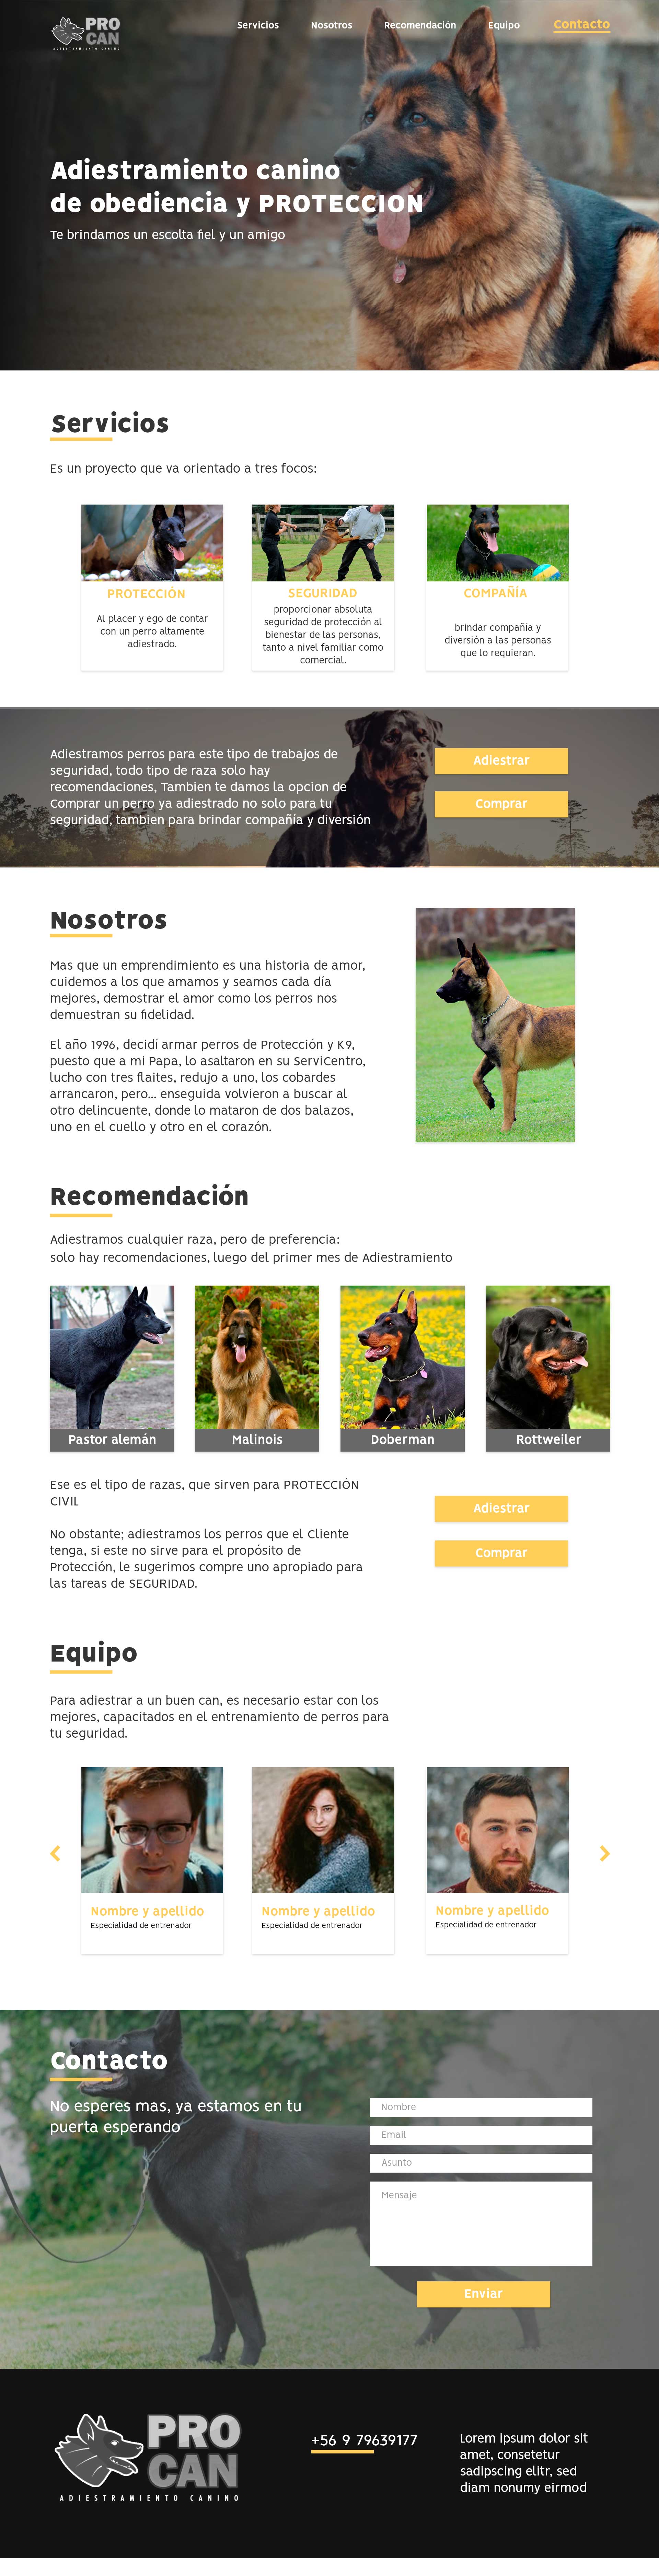 PRO
CAN
ADIESTRAMIENTO CANINO
Servicios
Nosotros
Recomendación
Equipo
Contacto
Adiestramiento canino
de obediencia y PROTECCION
Te brindamos un escolta fiel y un amigo
Servicios
Es un proyecto que va orientado a tres focos:
PROTECCIÓN
Al placer y ego de contar
con un perro altamente
adiestrado.
SEGURIDAD
proporcionar absoluta
seguridad de protección al
bienestar de las personas,
tanto a nivel familiar como
comercial.
COMPAÑÍA
brindar compañía y
diversión a las personas
que lo requieran.
Adiestramos perros para este tipo de trabajos de
seguridad, todo tipo de raza solo hay
recomendaciones, Tambien te damos la opcion de
Comprar un perro ya adiestrado no solo para tu
seguridad, tambien para brindar compañia y diversión
Adiestrar
Comprar
Nosotros
Mas que un emprendimiento es una historia de amor,
cuidemos a los que amamos y seamos cada día
mejores, demostrar el amor como los perros nos
demuestran su fidelidad.
El año 1996, decidí armar perros de Protección y K9,
puesto que a mi Papa, lo asaltaron en su ServiCentro,
lucho con tres flaites, redujo a uno, los cobardes
arrancaron, pero... enseguida volvieron a buscar al
otro delincuente, donde lo mataron de dos balazos,
uno en el cuello y otro en el corazón.
Recomendación
Adiestramos cualquier raza, pero de preferencia:
solo hay recomendaciones, luego del primer mes de Adiestramiento
Pastor alemán
Malinois
Doberman
Rottweiler
Ese es el tipo de razas, que sirven para PROTECCIÓN
CIVIL
No obstante; adiestramos los perros que el Cliente
tenga, si este no sirve para el propósito de
Protección, le sugerimos compre uno apropiado para
las tareas de SEGURIDAD.
Adiestrar
Comprar
Equipo
Para adiestrar a un buen can, es necesario estar con los
mejores, capacitados en el entrenamiento de perros para
tu seguridad.
Nombre y apellido
Especialidad de entrenador
Nombre y apellido
Especialidad de entrenador
Nombre y apellido
Especialidad de entrenador
Contacto
No esperes mas, ya estamos en tu
puerta esperando
Nombre
Email
Asunto
Mensaje
Enviar
PRO
CAN
ADIESTRAMIENTO CANINO
+56 9 79639177
Lorem ipsum dolor sit
amet, consetetur
sadipscing elitr, sed
diam nonumy eirmod